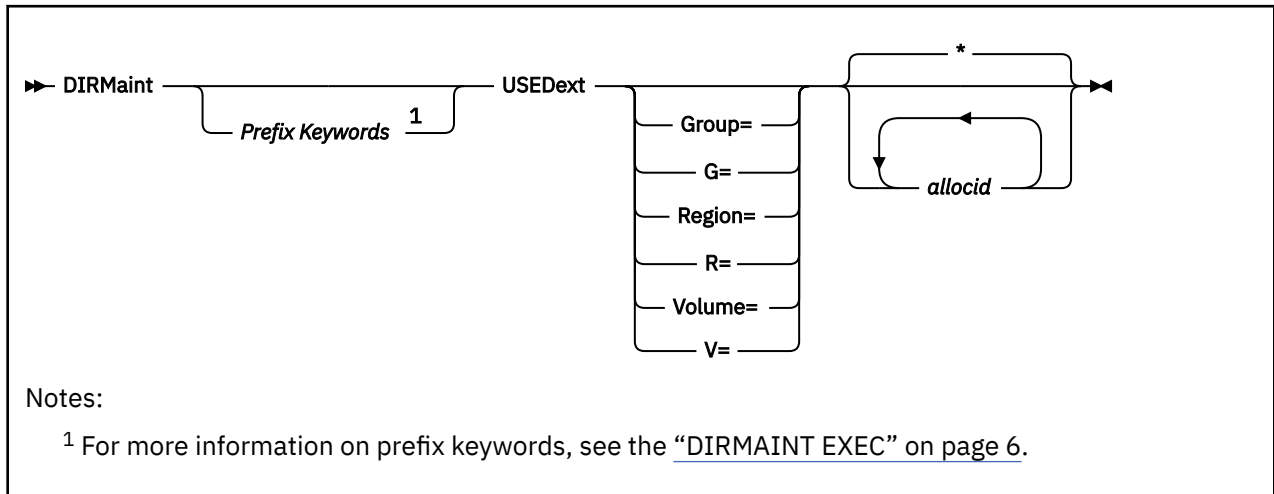 *
DIRMaint USEDext
Prefix Keywords 1
Group=
G=
allocid
Region=
R=
Volume=
V=
Notes:
1 For more information on prefix keywords, see the “DIRMAINT EXEC” on page 6.